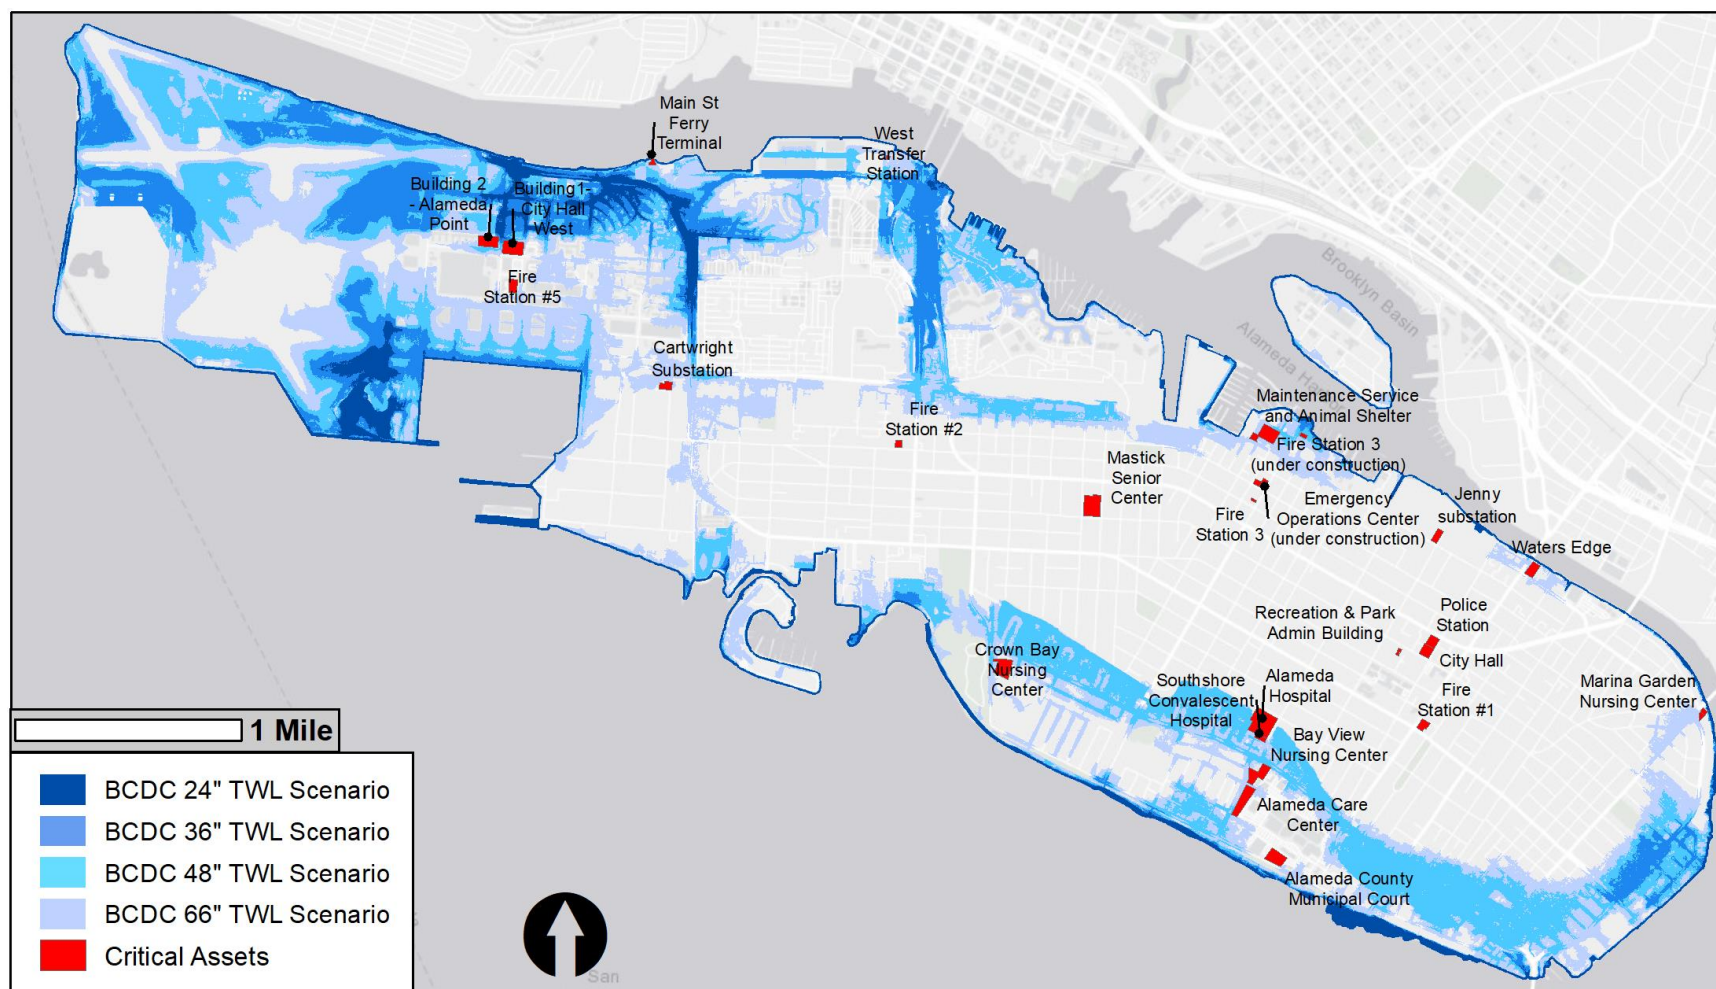 Main St
Ferry
Terminal
West
Transfer
Station
Building 2
- Alameda
Point
Building1-
City Hall
West
Fire
Station #5
Cartwright
Substation
Fire
Station #2
Brooklyn Basin
Maintenance Service
and Animal Shelter
Fire Station 3
(under construction)
Mastick
Senior
Center
Fire
Station 3
Emergency
Operations Center
(under construction)
Jenny
substation
Waters Edge
Recreation & Park
Admin Building
Police
Station
City Hall
Crown Bay
Nursing
Center
Southshore
Convalescent
Hospital
Alameda
Hospital
Fire
Station #1
Marina Garden
Nursing Center
Bay View
Nursing Center
Alameda Care
Center
Alameda County
Municipal Court
1 Mile
BCDC 24" TWL Scenario
BCDC 36" TWL Scenario
BCDC 48" TWL Scenario
BCDC 66" TWL Scenario
Critical Assets
San